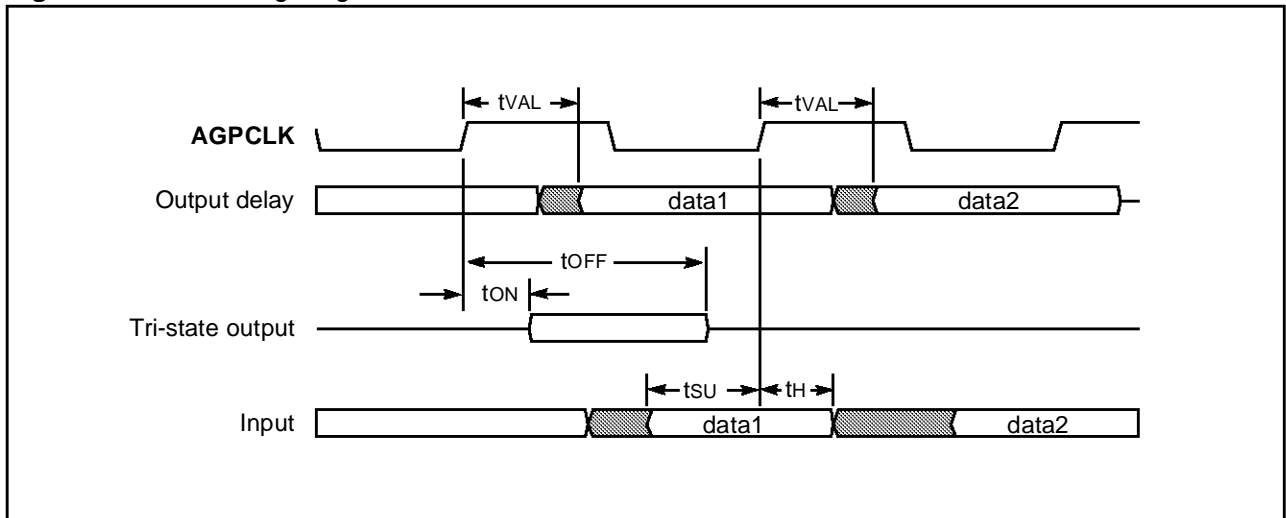 tVAL tVAL
AGPCLK
Output delay data1 data2
tOFF
tON
Tri-state output
tSU tH
Input data1 data2